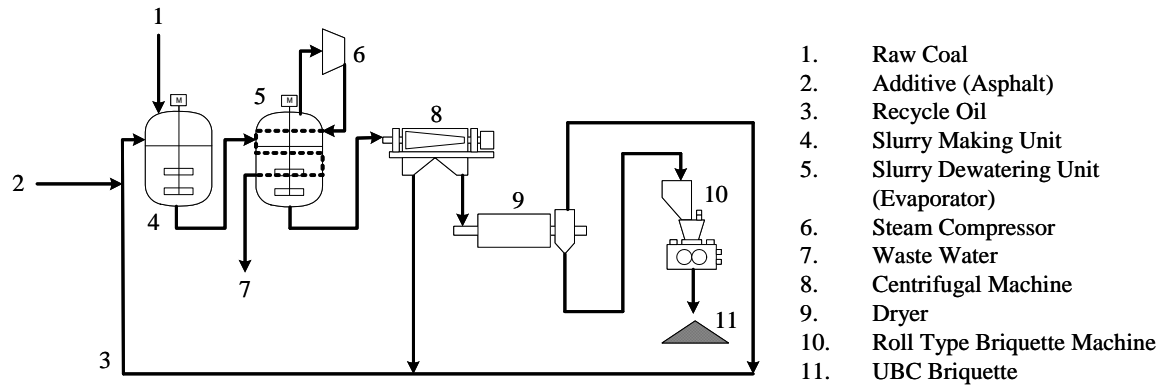 1
6
M
5
M
8
2
4
7
9
10
11
3
1. Raw Coal
2. Additive (Asphalt)
3. Recycle Oil
4. Slurry Making Unit
5. Slurry Dewatering Unit
(Evaporator)
6. Steam Compressor
7. Waste Water
8. Centrifugal Machine
9. Dryer
10. Roll Type Briquette Machine
11. UBC Briquette